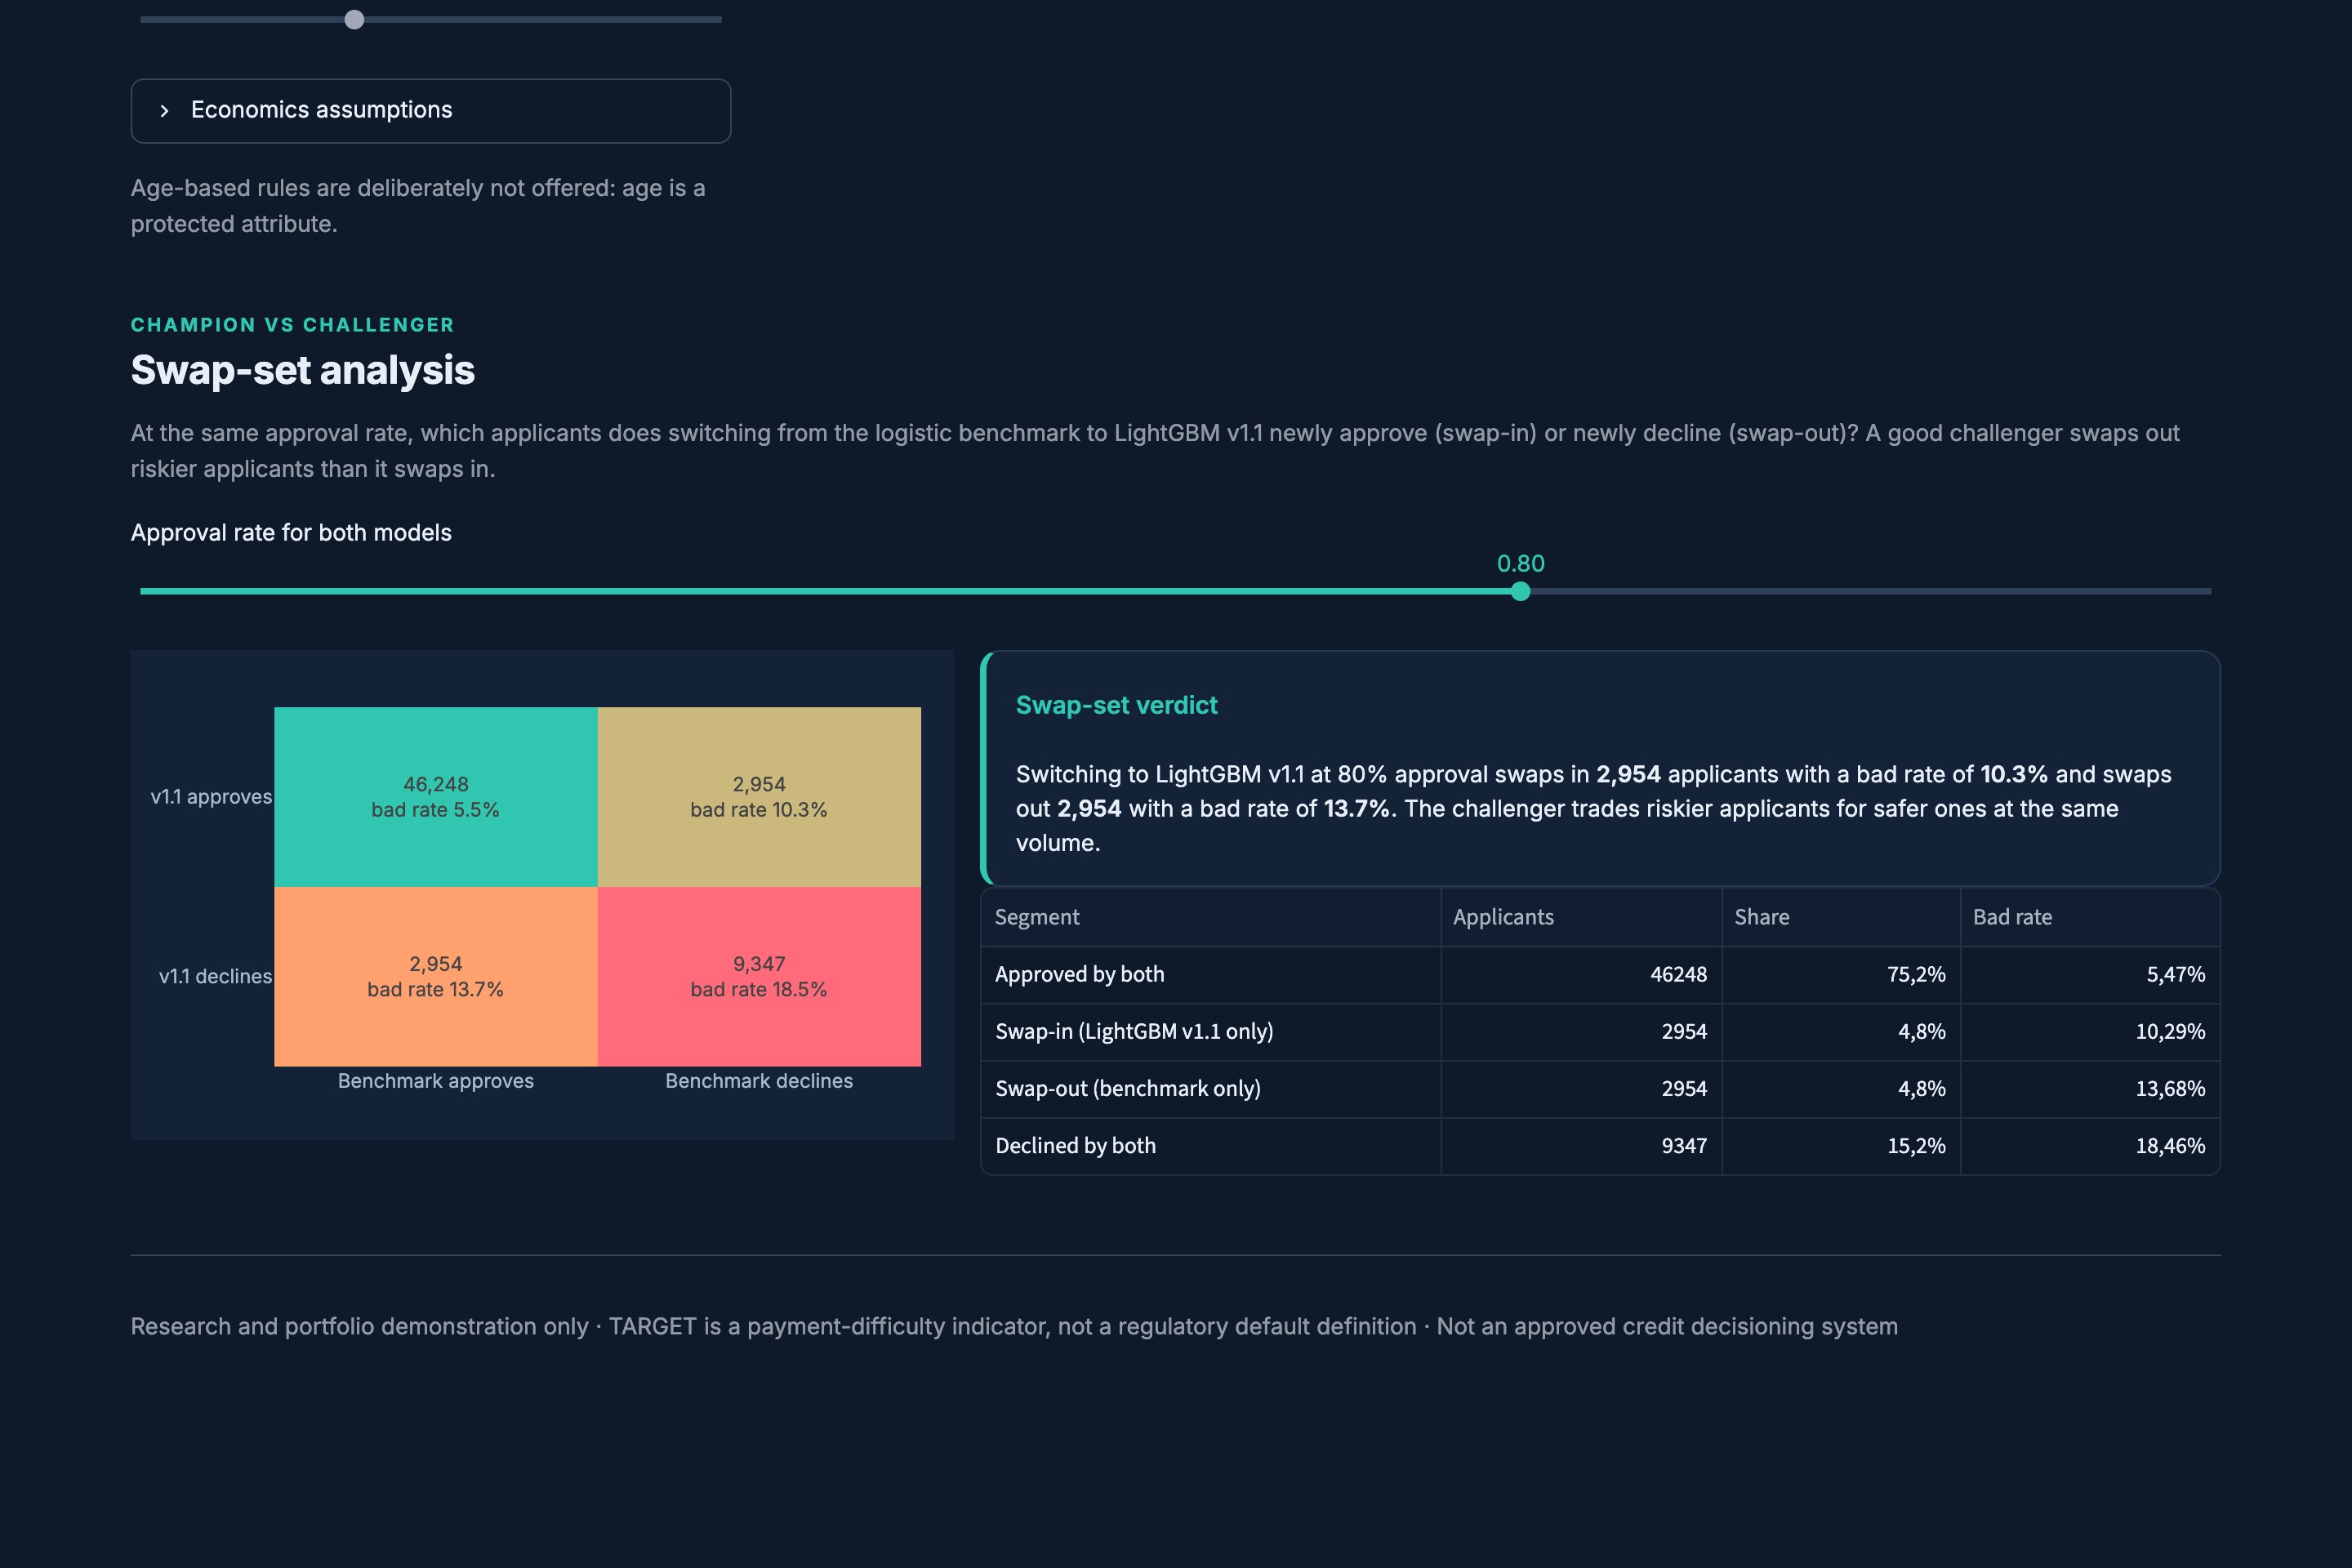 Economics assumptions
Age-based rules are deliberately not offered: age is a
protected attribute.
CHAMPION VS CHALLENGER
Swap-set analysis
At the same approval rate, which applicants does switching from the logistic benchmark to LightGBM v1.1 newly approve (swap-in) or newly decline (swap-out)? A good challenger swaps out
riskier applicants than it swaps in.
Approval rate for both models
0.80
v1.1 approves
46,248
bad rate 5.5%
2,954
bad rate 10.3%
v1.1 declines
2,954
bad rate 13.7%
9,347
bad rate 18.5%
Benchmark approves Benchmark declines
Swap-set verdict
Switching to LightGBM v1.1 at 80% approval swaps in 2,954 applicants with a bad rate of 10.3% and swaps
out 2,954 with a bad rate of 13.7%. The challenger trades riskier applicants for safer ones at the same
volume.
Segment Applicants Share Bad rate
Approved by both 46248 75,2% 5,47%
Swap-in (LightGBM v1.1 only) 2954 4,8% 10,29%
Swap-out (benchmark only) 2954 4,8% 13,68%
Declined by both 9347 15,2% 18,46%
Research and portfolio demonstration only · TARGET is a payment-difficulty indicator, not a regulatory default definition · Not an approved credit decisioning system